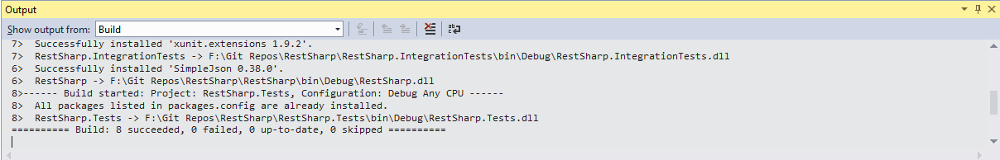 Output
Show output from: Build
7>  Successfully installed 'xunit.extensions 1.9.2'.
7>  RestSharp.IntegrationTests -> F:\Git Repos\RestSharp\RestSharp.IntegrationTests\bin\Debug\RestSharp.IntegrationTests.dll
6>  Successfully installed 'SimpleJson 0.38.0'.
6>  RestSharp -> F:\Git Repos\RestSharp\RestSharp\bin\Debug\RestSharp.dll
8>------ Build started: Project: RestSharp.Tests, Configuration: Debug Any CPU ------
8>  All packages listed in packages.config are already installed.
8>  RestSharp.Tests -> F:\Git Repos\RestSharp\RestSharp.Tests\bin\Debug\RestSharp.Tests.dll
========== Build: 8 succeeded, 0 failed, 0 up-to-date, 0 skipped ==========